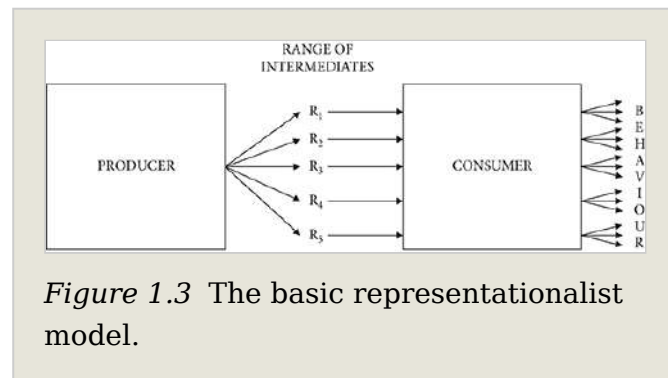 RANGE OF
INTERMEDIATES
PRODUCER
R₁
R₂
R₃
R₄
R₅
CONSUMER
B
E
H
A
V
I
O
U
R
Figure 1.3 The basic representationalist
model.